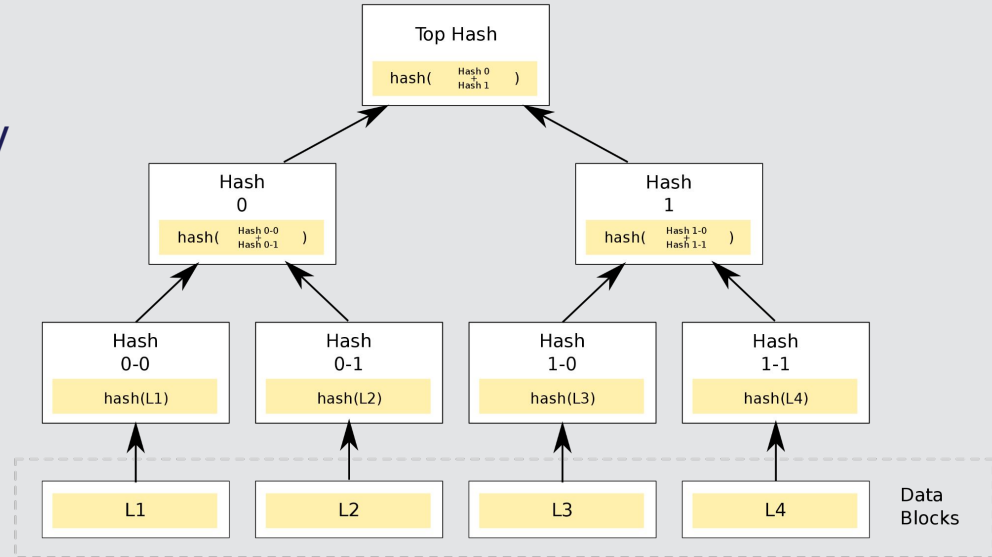 Top Hash
hash( Hash 0 + Hash 1 )
y
Hash
0
hash( Hash 0-0 + Hash 0-1 )
Hash
1
hash( Hash 1-0 + Hash 1-1 )
Hash
0-0
hash(L1)
Hash
0-1
hash(L2)
Hash
1-0
hash(L3)
Hash
1-1
hash(L4)
L1
L2
L3
L4
Data
Blocks